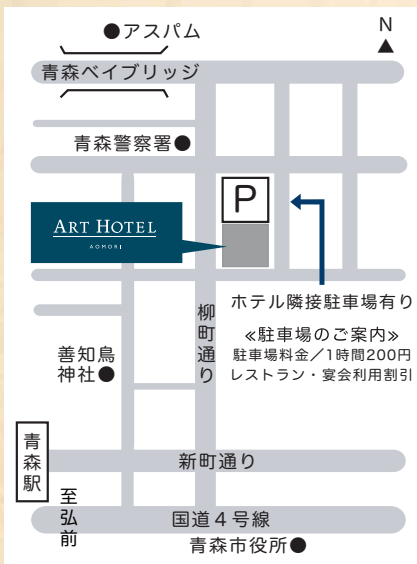 ●アスパム
N
▲
青森ベイブリッジ
青森警察署●
P
ART HOTEL
AOMORI
柳町通り
ホテル隣接駐車場有り
≪駐車場のご案内≫
駐車場料金／1時間200円
レストラン・宴会利用割引
善知鳥
神社●
青森駅
新町通り
至弘前
国道４号線
青森市役所●